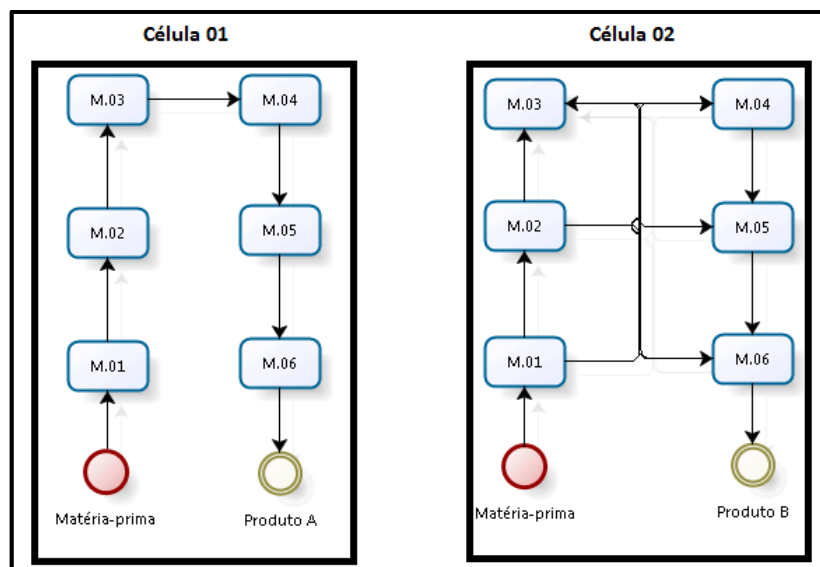 Célula 01
Célula 02
M.03
M.04
M.02
M.05
M.01
M.06
Matéria-prima
Produto A
M.03
M.04
M.02
M.05
M.01
M.06
Matéria-prima
Produto B